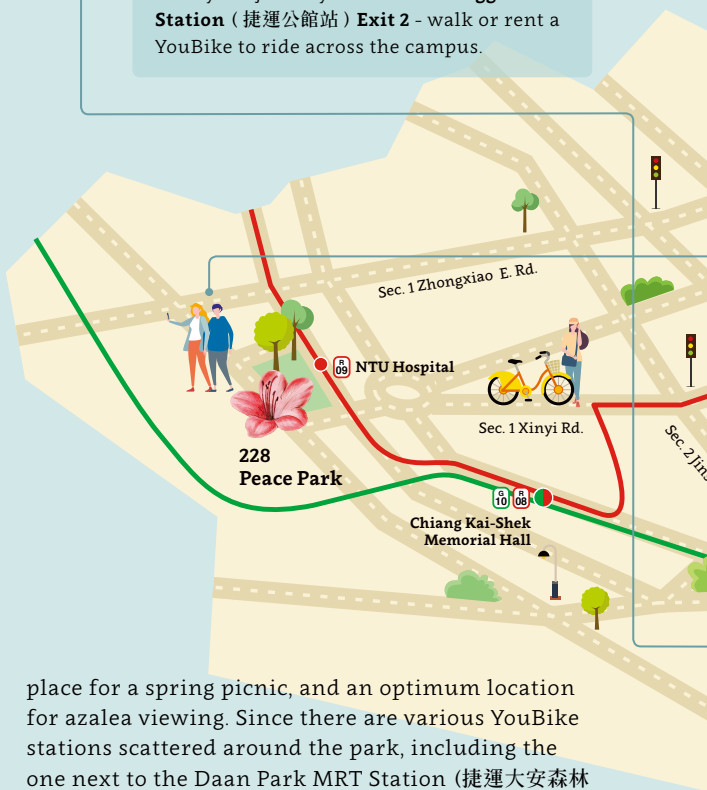 Station ( 捷運公館站 ) Exit 2 - walk or rent a
YouBike to ride across the campus.
Sec. 1 Zhongxiao E. Rd.
R
09
NTU Hospital
Sec. 1 Xinyi Rd.
228
Peace Park
G
10
R
08
Chiang Kai-Shek
Memorial Hall
Sec. 2
place for a spring picnic, and an optimum location
for azalea viewing. Since there are various YouBike
stations scattered around the park, including the
one next to the Daan Park MRT Station (捷運大安森林